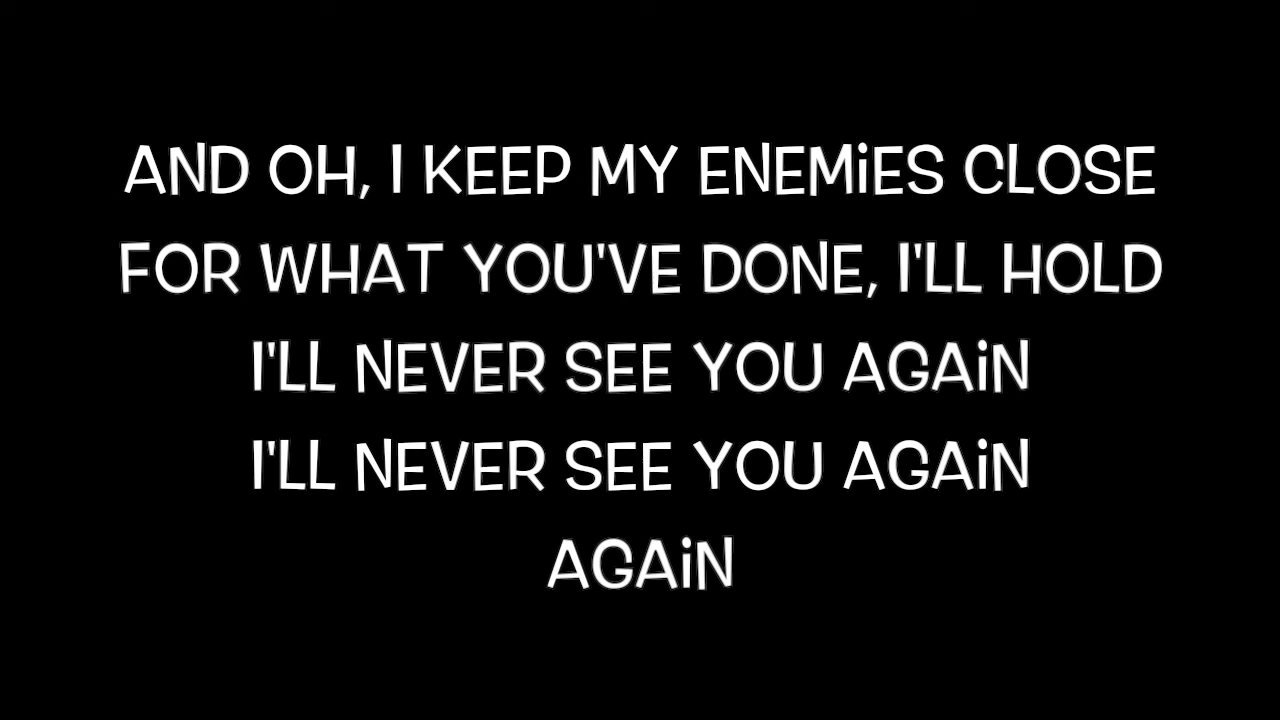 AND OH, I KEEP MY ENEMiES CLOSE
FOR WHAT YOU'VE DONE, I'LL HOLD
I'LL NEVER SEE YOU AGAiN
I'LL NEVER SEE YOU AGAiN
AGAiN